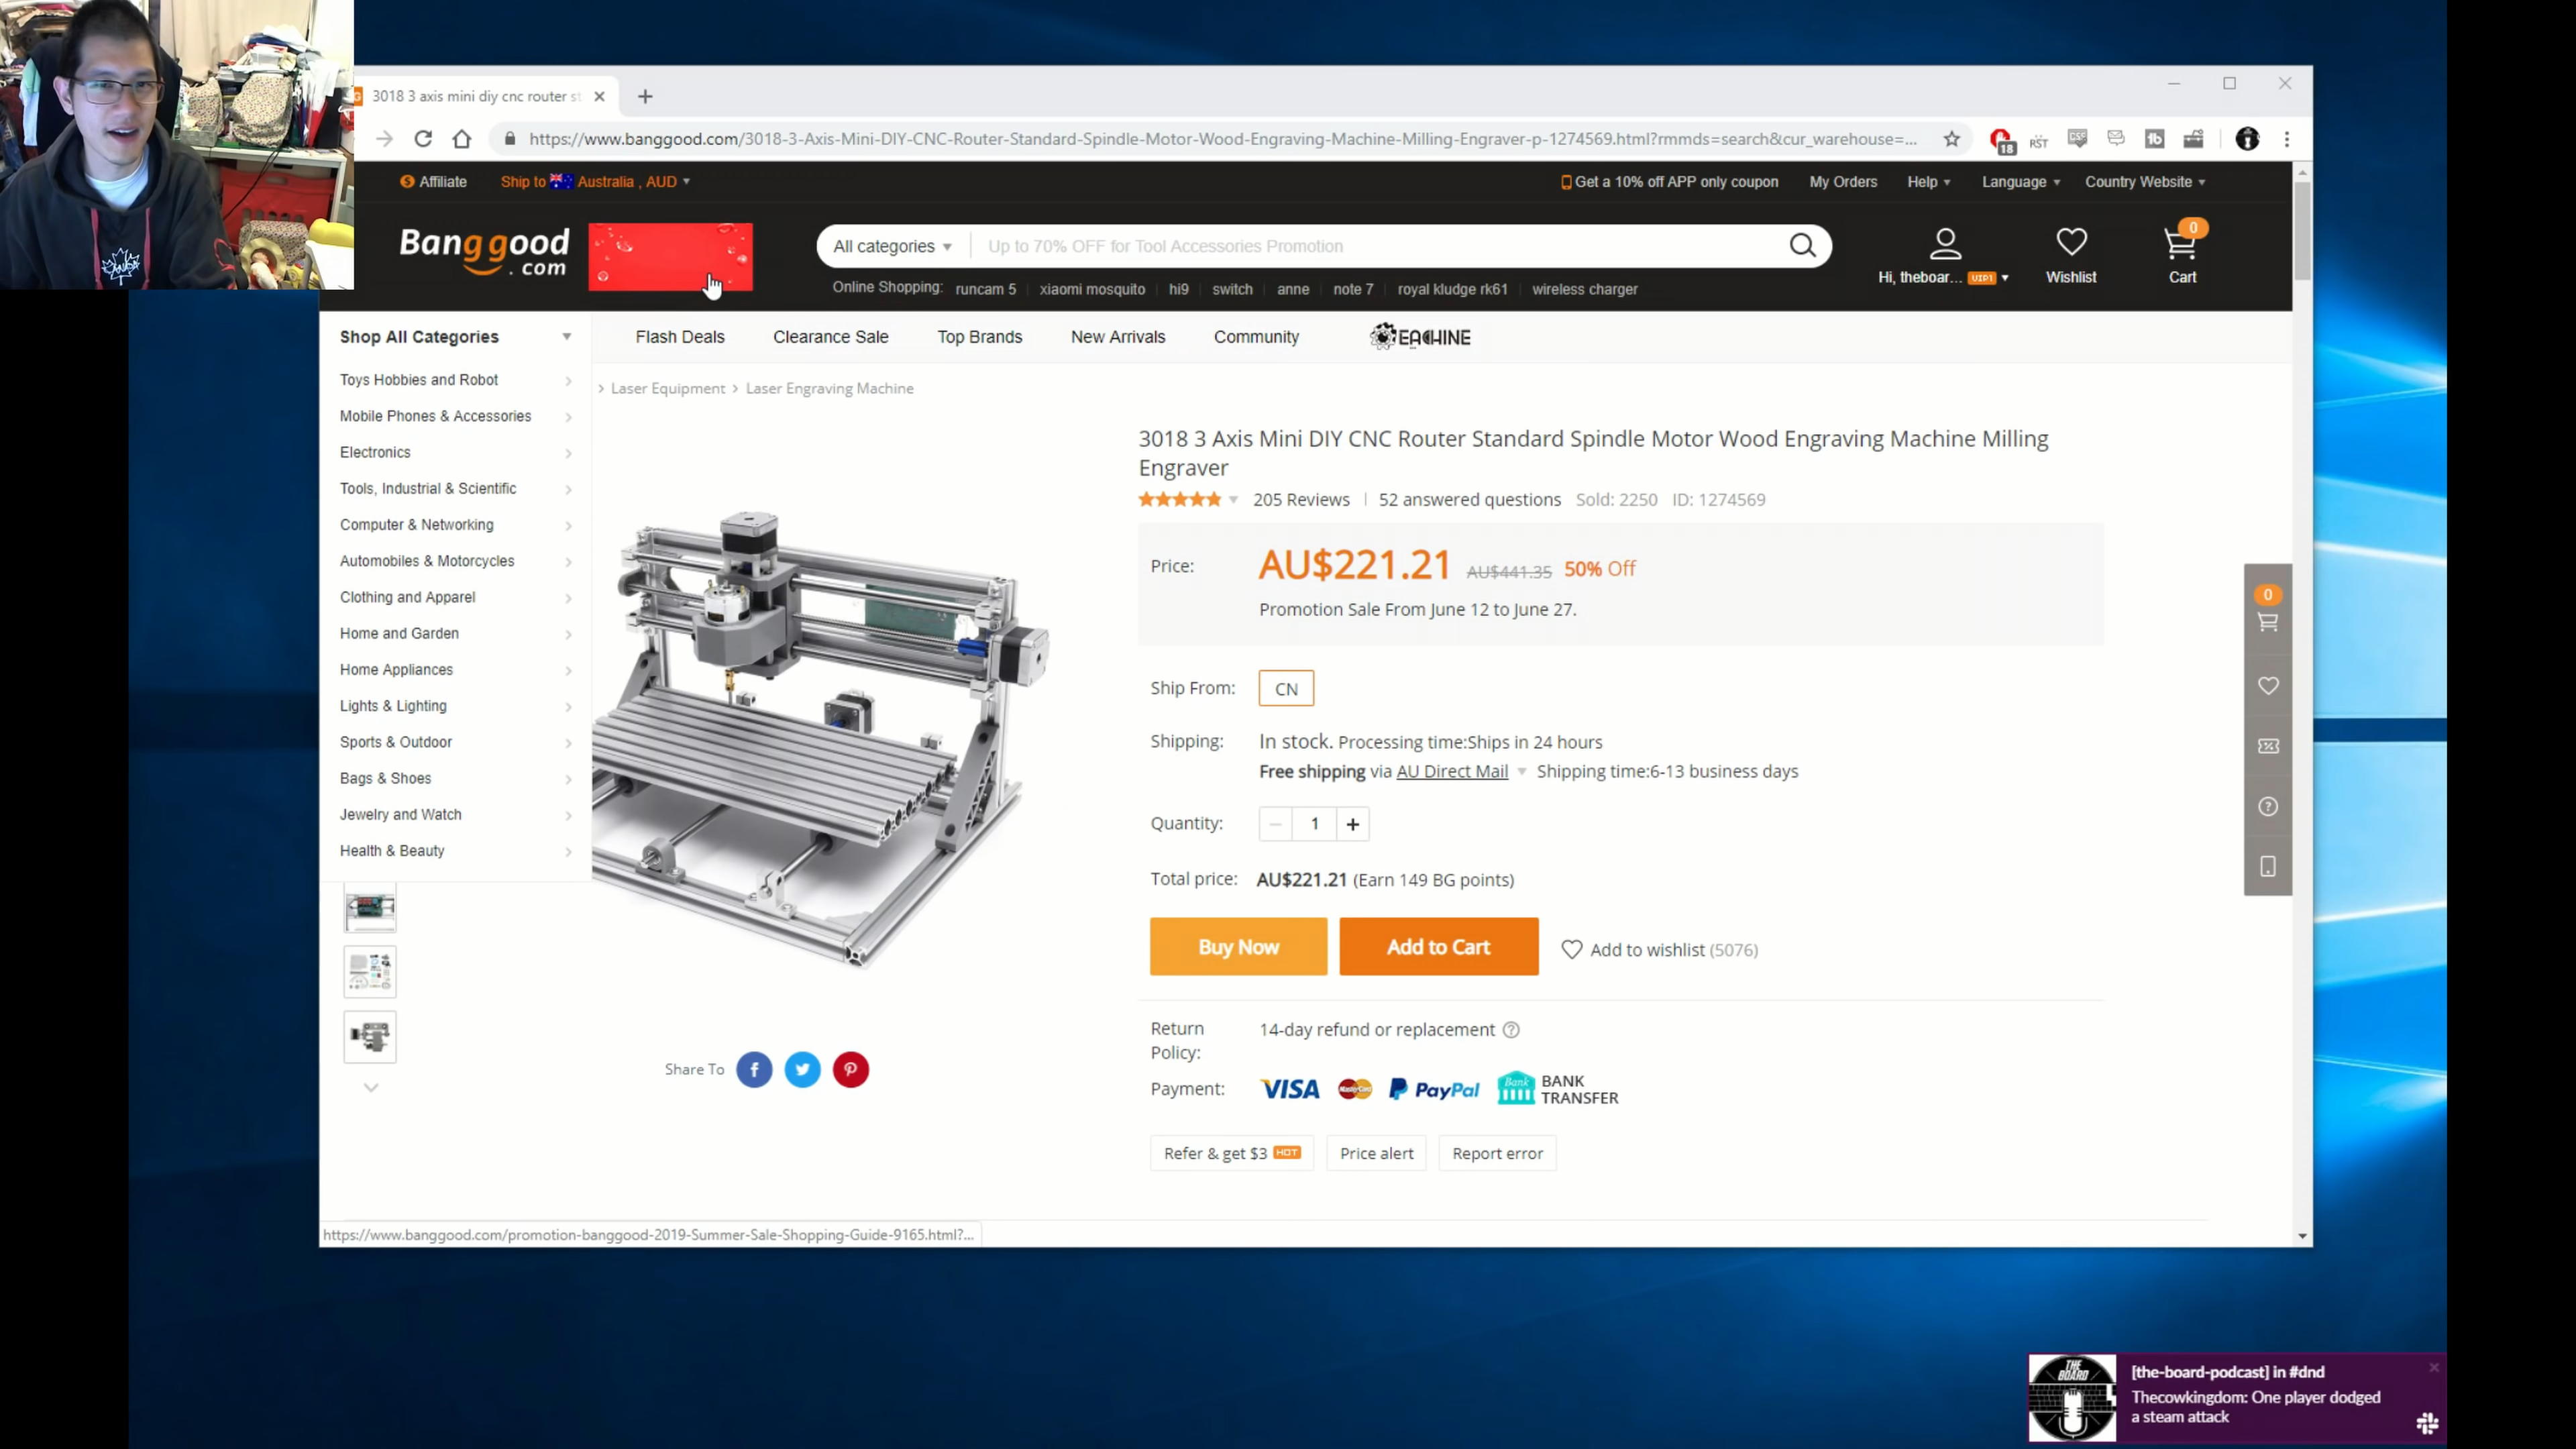 3018 3 axis mini diy cnc router st
https://www.banggood.com/3018-3-Axis-Mini-DIY-CNC-Router-Standard-Spindle-Motor-Wood-Engraving-Machine-Milling-Engraver-p-1274569.html?rmmds=search&cur_warehouse=...
18
RST
CSS
tb
Affiliate
Ship to Australia , AUD
Get a 10% off APP only coupon
My Orders
Help
Language
Country Website
Banggood
.com
All categories
Up to 70% OFF for Tool Accessories Promotion
Online Shopping: runcam 5 xiaomi mosquito hi9 switch anne note 7 royal kludge rk61 wireless charger
Hi, theboar... VIP1
Wishlist
0
Cart
Shop All Categories
Flash Deals
Clearance Sale
Top Brands
New Arrivals
Community
EACHINE
Toys Hobbies and Robot
Mobile Phones & Accessories
Electronics
Tools, Industrial & Scientific
Computer & Networking
Automobiles & Motorcycles
Clothing and Apparel
Home and Garden
Home Appliances
Lights & Lighting
Sports & Outdoor
Bags & Shoes
Jewelry and Watch
Health & Beauty
> Laser Equipment > Laser Engraving Machine
3018 3 Axis Mini DIY CNC Router Standard Spindle Motor Wood Engraving Machine Milling
Engraver
205 Reviews | 52 answered questions Sold: 2250 ID: 1274569
Price: AU$221.21 AU$441.35 50% Off
Promotion Sale From June 12 to June 27.
Ship From: CN
Shipping: In stock. Processing time:Ships in 24 hours
Free shipping via AU Direct Mail Shipping time:6-13 business days
Quantity: − 1 +
Total price: AU$221.21 (Earn 149 BG points)
Buy Now
Add to Cart
Add to wishlist (5076)
Return
Policy:
14-day refund or replacement
Payment: VISA MasterCard PayPal Bank BANK
TRANSFER
Refer & get $3 HOT
Price alert
Report error
Share To
0
https://www.banggood.com/promotion-banggood-2019-Summer-Sale-Shopping-Guide-9165.html?...
THE
BOARD
[the-board-podcast] in #dnd
Thecowkingdom: One player dodged
a steam attack